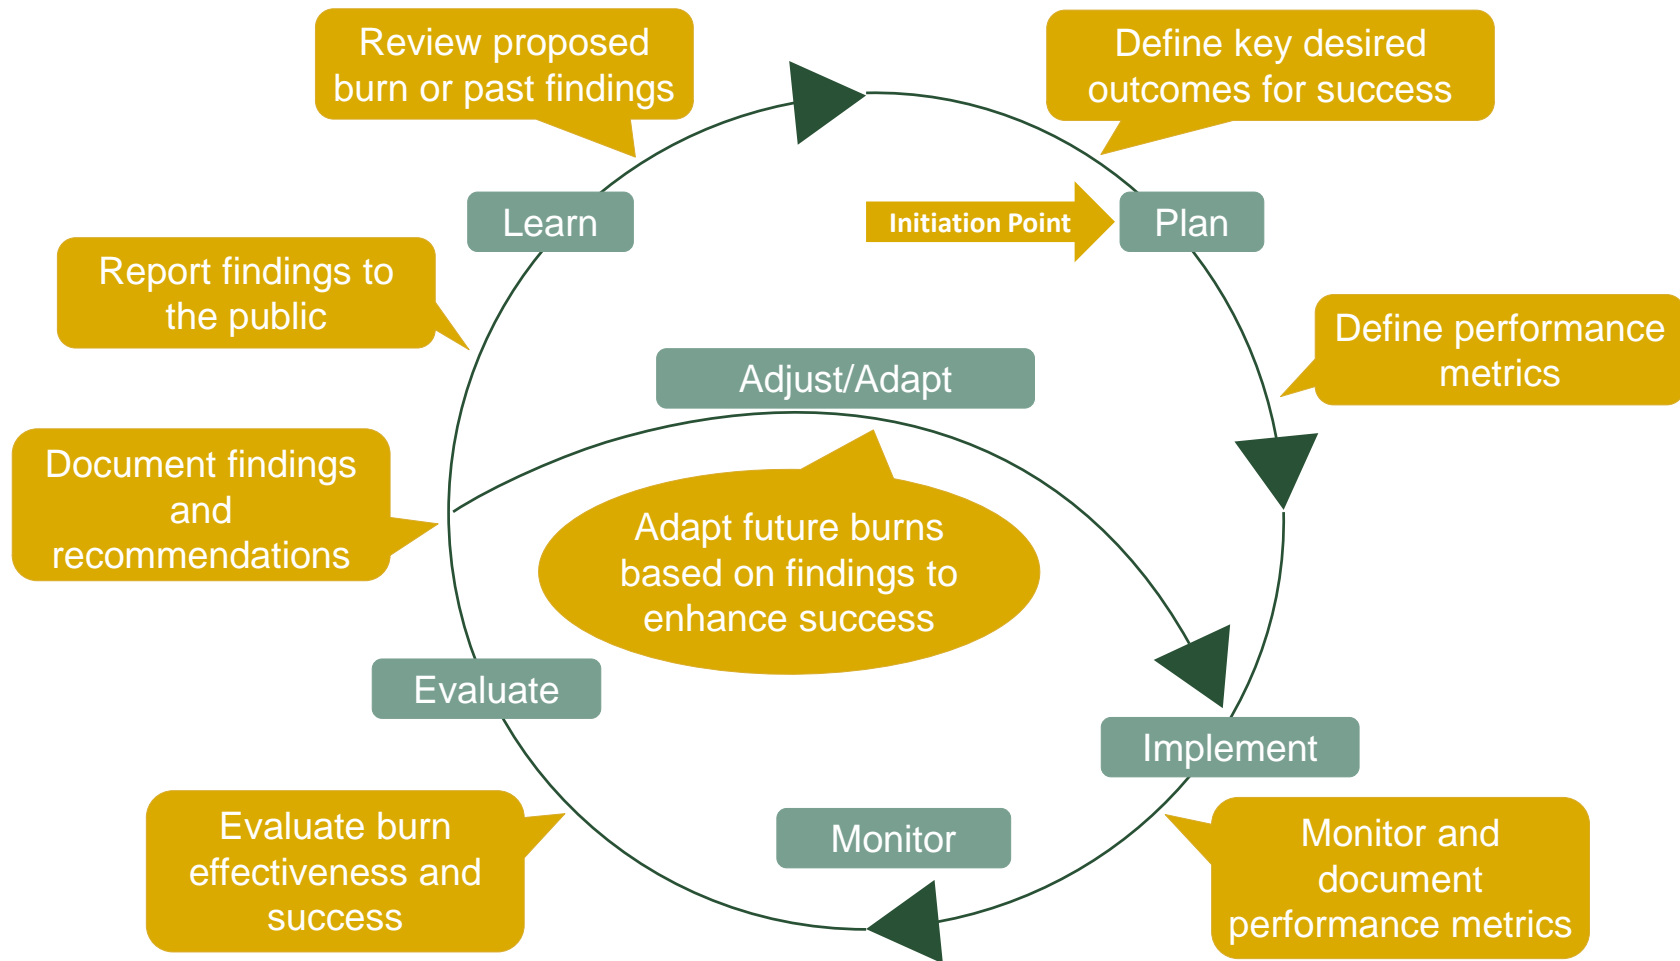 Review proposed
burn or past findings
Define key desired
outcomes for success
Learn
Initiation Point
Plan
Report findings to
the public
Define performance
metrics
Adjust/Adapt
Document findings
and
recommendations
Adapt future burns
based on findings to
enhance success
Evaluate
Implement
Evaluate burn
effectiveness and
success
Monitor
Monitor and
document
performance metrics